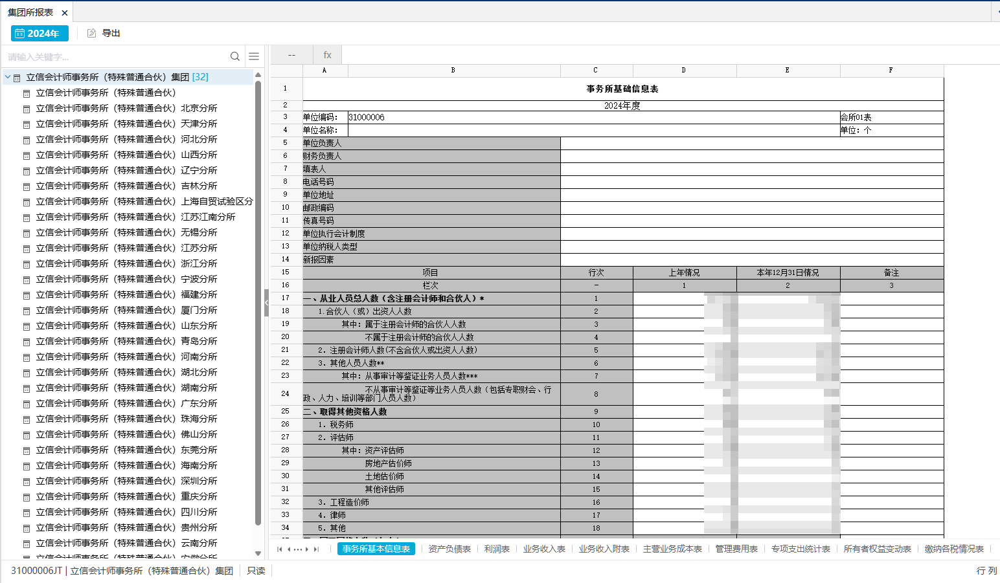 集团所报表 ×
2024年 导出
请输入关键字...
立信会计师事务所（特殊普通合伙）集团 [32]
立信会计师事务所（特殊普通合伙）
立信会计师事务所（特殊普通合伙）北京分所
立信会计师事务所（特殊普通合伙）天津分所
立信会计师事务所（特殊普通合伙）河北分所
立信会计师事务所（特殊普通合伙）山西分所
立信会计师事务所（特殊普通合伙）辽宁分所
立信会计师事务所（特殊普通合伙）吉林分所
立信会计师事务所（特殊普通合伙）上海自贸试验区分
立信会计师事务所（特殊普通合伙）江苏江南分所
立信会计师事务所（特殊普通合伙）无锡分所
立信会计师事务所（特殊普通合伙）江苏分所
立信会计师事务所（特殊普通合伙）浙江分所
立信会计师事务所（特殊普通合伙）宁波分所
立信会计师事务所（特殊普通合伙）福建分所
立信会计师事务所（特殊普通合伙）厦门分所
立信会计师事务所（特殊普通合伙）山东分所
立信会计师事务所（特殊普通合伙）青岛分所
立信会计师事务所（特殊普通合伙）河南分所
立信会计师事务所（特殊普通合伙）湖北分所
立信会计师事务所（特殊普通合伙）湖南分所
立信会计师事务所（特殊普通合伙）广东分所
立信会计师事务所（特殊普通合伙）珠海分所
立信会计师事务所（特殊普通合伙）佛山分所
立信会计师事务所（特殊普通合伙）东莞分所
立信会计师事务所（特殊普通合伙）海南分所
立信会计师事务所（特殊普通合伙）深圳分所
立信会计师事务所（特殊普通合伙）重庆分所
立信会计师事务所（特殊普通合伙）四川分所
立信会计师事务所（特殊普通合伙）贵州分所
立信会计师事务所（特殊普通合伙）云南分所
立信会计师事务所（特殊普通合伙）安徽分所
-- fx
A B C D E F
1 事务所基础信息表
2 2024年度
3 单位编码： 31000006 会所01表
4 单位名称： 单位：个
5 单位负责人
6 财务负责人
7 填表人
8 电话号码
9 单位地址
10 邮政编码
11 传真号码
12 单位执行会计制度
13 单位纳税人类型
14 新报因素
15 项目 行次 上年情况 本年12月31日情况 备注
16 栏次 — 1 2 3
17 一、从业人员总人数（含注册会计师和合伙人）* 1
18 1.合伙人（或）出资人人数 2
19 其中：属于注册会计师的合伙人人数 3
20 不属于注册会计师的合伙人人数 4
21 2．注册会计师人数(不含合伙人或出资人人数) 5
22 3．其他人员人数** 6
23 其中：从事审计等鉴证业务人员人数*** 7
24 不从事审计等鉴证等业务人员人数（包括专职财会、行
政、人力、培训等部门人员人数） 8
25 二、取得其他资格人数 9
26 1．税务师 10
27 2．评估师 11
28 其中：资产评估师 12
29 房地产估价师 13
30 土地估价师 14
31 其他评估师 15
32 3．工程造价师 16
33 4．律师 17
34 5．其他 18
事务所基本信息表 资产负债表 利润表 业务收入表 业务收入附表 主营业务成本表 管理费用表 专项支出统计表 所有者权益变动表 缴纳各税情况表
31000006JT | 立信会计师事务所（特殊普通合伙）集团 只读 行 列